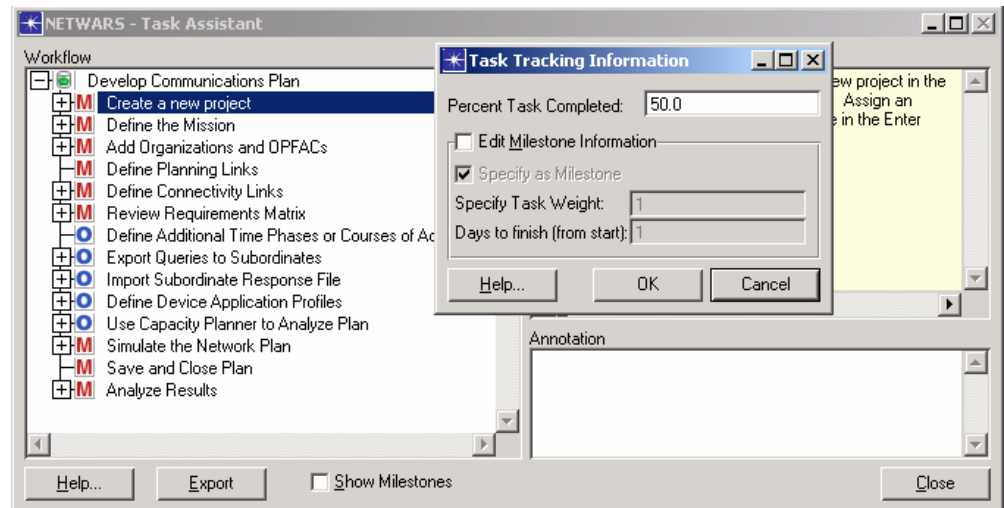 NETWARS - Task Assistant
Workflow
Develop Communications Plan
M Create a new project
M Define the Mission
M Add Organizations and OPFACs
M Define Planning Links
M Define Connectivity Links
M Review Requirements Matrix
O Define Additional Time Phases or Courses of Ac
O Export Queries to Subordinates
O Import Subordinate Response File
O Define Device Application Profiles
O Use Capacity Planner to Analyze Plan
M Simulate the Network Plan
M Save and Close Plan
M Analyze Results
Task Tracking Information
Percent Task Completed: 50.0
Edit Milestone Information
Specify as Milestone
Specify Task Weight: 1
Days to finish (from start): 1
Help... OK Cancel
ew project in the
Assign an
e in the Enter
Annotation
Help... Export Show Milestones Close